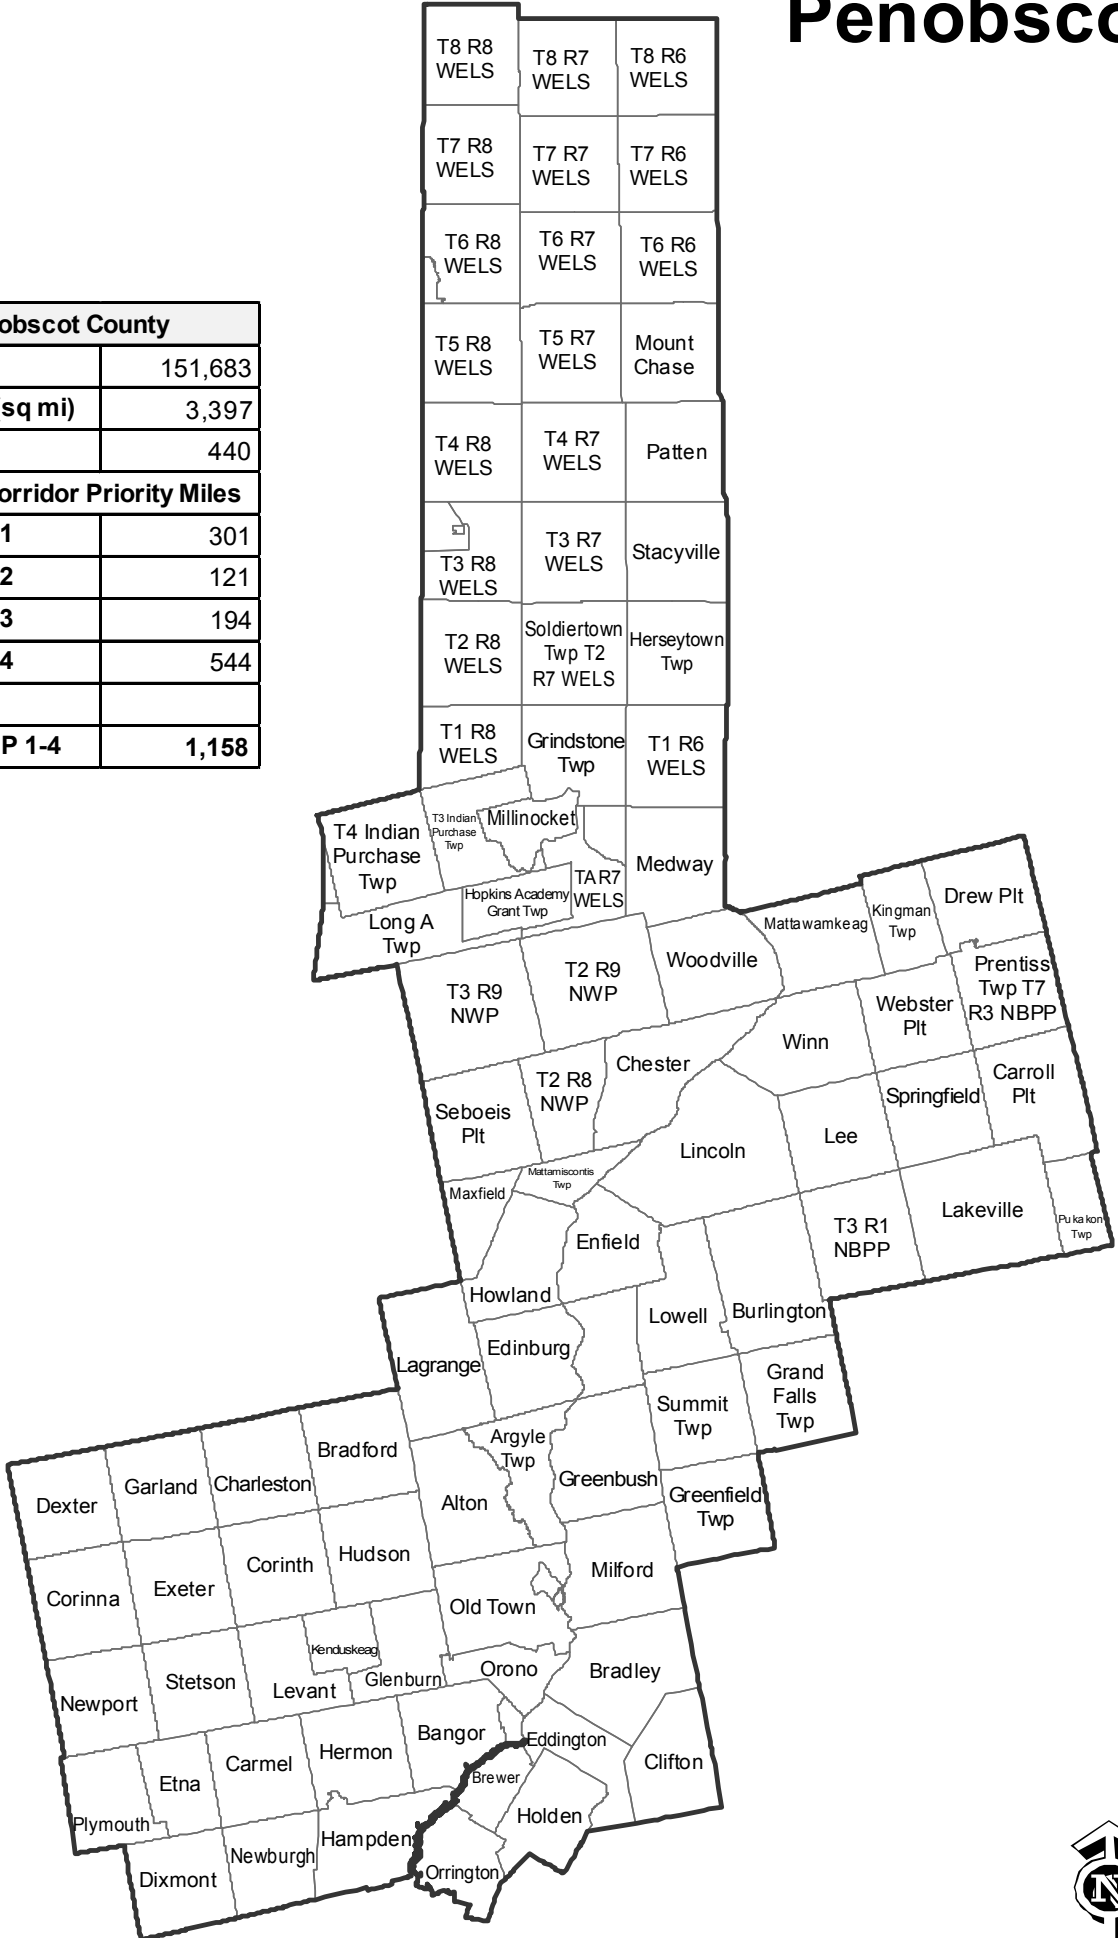 Penobsco
obscot County
151,683
(sq mi) 3,397
440
orridor Priority Miles
1 301
2 121
3 194
4 544
P 1-4 1,158
T8 R8
WELS
T8 R7
WELS
T8 R6
WELS
T7 R8
WELS
T7 R7
WELS
T7 R6
WELS
T6 R8
WELS
T6 R7
WELS
T6 R6
WELS
T5 R8
WELS
T5 R7
WELS
Mount
Chase
T4 R8
WELS
T4 R7
WELS
Patten
T3 R8
WELS
T3 R7
WELS
Stacyville
T2 R8
WELS
Soldiertown
Twp T2
R7 WELS
Herseytown
Twp
T1 R8
WELS
Grindstone
Twp
T1 R6
WELS
T4 Indian
Purchase
Twp
T3 Indian
Purchase
Twp
Millinocket
Hopkins Academy
Grant Twp
TA R7
WELS
Medway
Long A
Twp
T3 R9
NWP
T2 R9
NWP
Woodville
Mattawamkeag
Kingman
Twp
Drew Plt
Prentiss
Twp T7
R3 NBPP
Webster
Plt
Winn
Chester
T2 R8
NWP
Seboeis
Plt
Carroll
Plt
Springfield
Lee
Lincoln
Mattamiscontis
Twp
Maxfield
Enfield
T3 R1
NBPP
Lakeville
Pukakon
Twp
Howland
Lowell
Burlington
Edinburg
Lagrange
Grand
Falls
Twp
Summit
Twp
Argyle
Twp
Greenbush
Greenfield
Twp
Alton
Bradford
Charleston
Garland
Dexter
Hudson
Corinth
Exeter
Corinna
Milford
Old Town
Kenduskeag
Glenburn
Levant
Stetson
Newport
Orono
Bradley
Bangor
Eddington
Hermon
Carmel
Etna
Plymouth
Brewer
Clifton
Holden
Hampden
Newburgh
Dixmont
Orrington
N